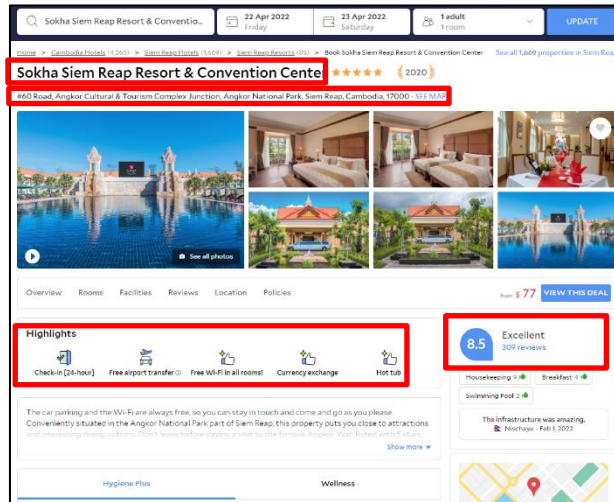 Sokha Siem Reap Resort & Conventio...
22 Apr 2022
Friday
23 Apr 2022
Saturday
1 adult
1 room
UPDATE
Home > Cambodia Hotels (4,265) > Siem Reap Hotels (1,669) > Siem Reap Resorts (85) > Book Sokha Siem Reap Resort & Convention Center
See all 1,669 properties in Siem Reap
Sokha Siem Reap Resort & Convention Center
2020
#60 Road, Angkor Cultural & Tourism Complex Junction, Angkor National Park, Siem Reap, Cambodia, 17000 - SEE MAP
See all photos
Overview Rooms Facilities Reviews Location Policies
from $ 77 VIEW THIS DEAL
Highlights
Check-in [24-hour]
Free airport transfer
Free Wi-Fi in all rooms!
Currency exchange
Hot tub
8.5
Excellent
309 reviews
Housekeeping 9
Breakfast 4
Swimming Pool 2
The infrastructure was amazing.
Nischaya - Feb 1, 2022
The car parking and the Wi-Fi are always free, so you can stay in touch and come and go as you please.
Conveniently situated in the Angkor National Park part of Siem Reap, this property puts you close to attractions
and interesting dining options. Don't leave before paying a visit to the famous Angkor Wat. Rated with 5 stars,
Show more
Hygiene Plus
Wellness